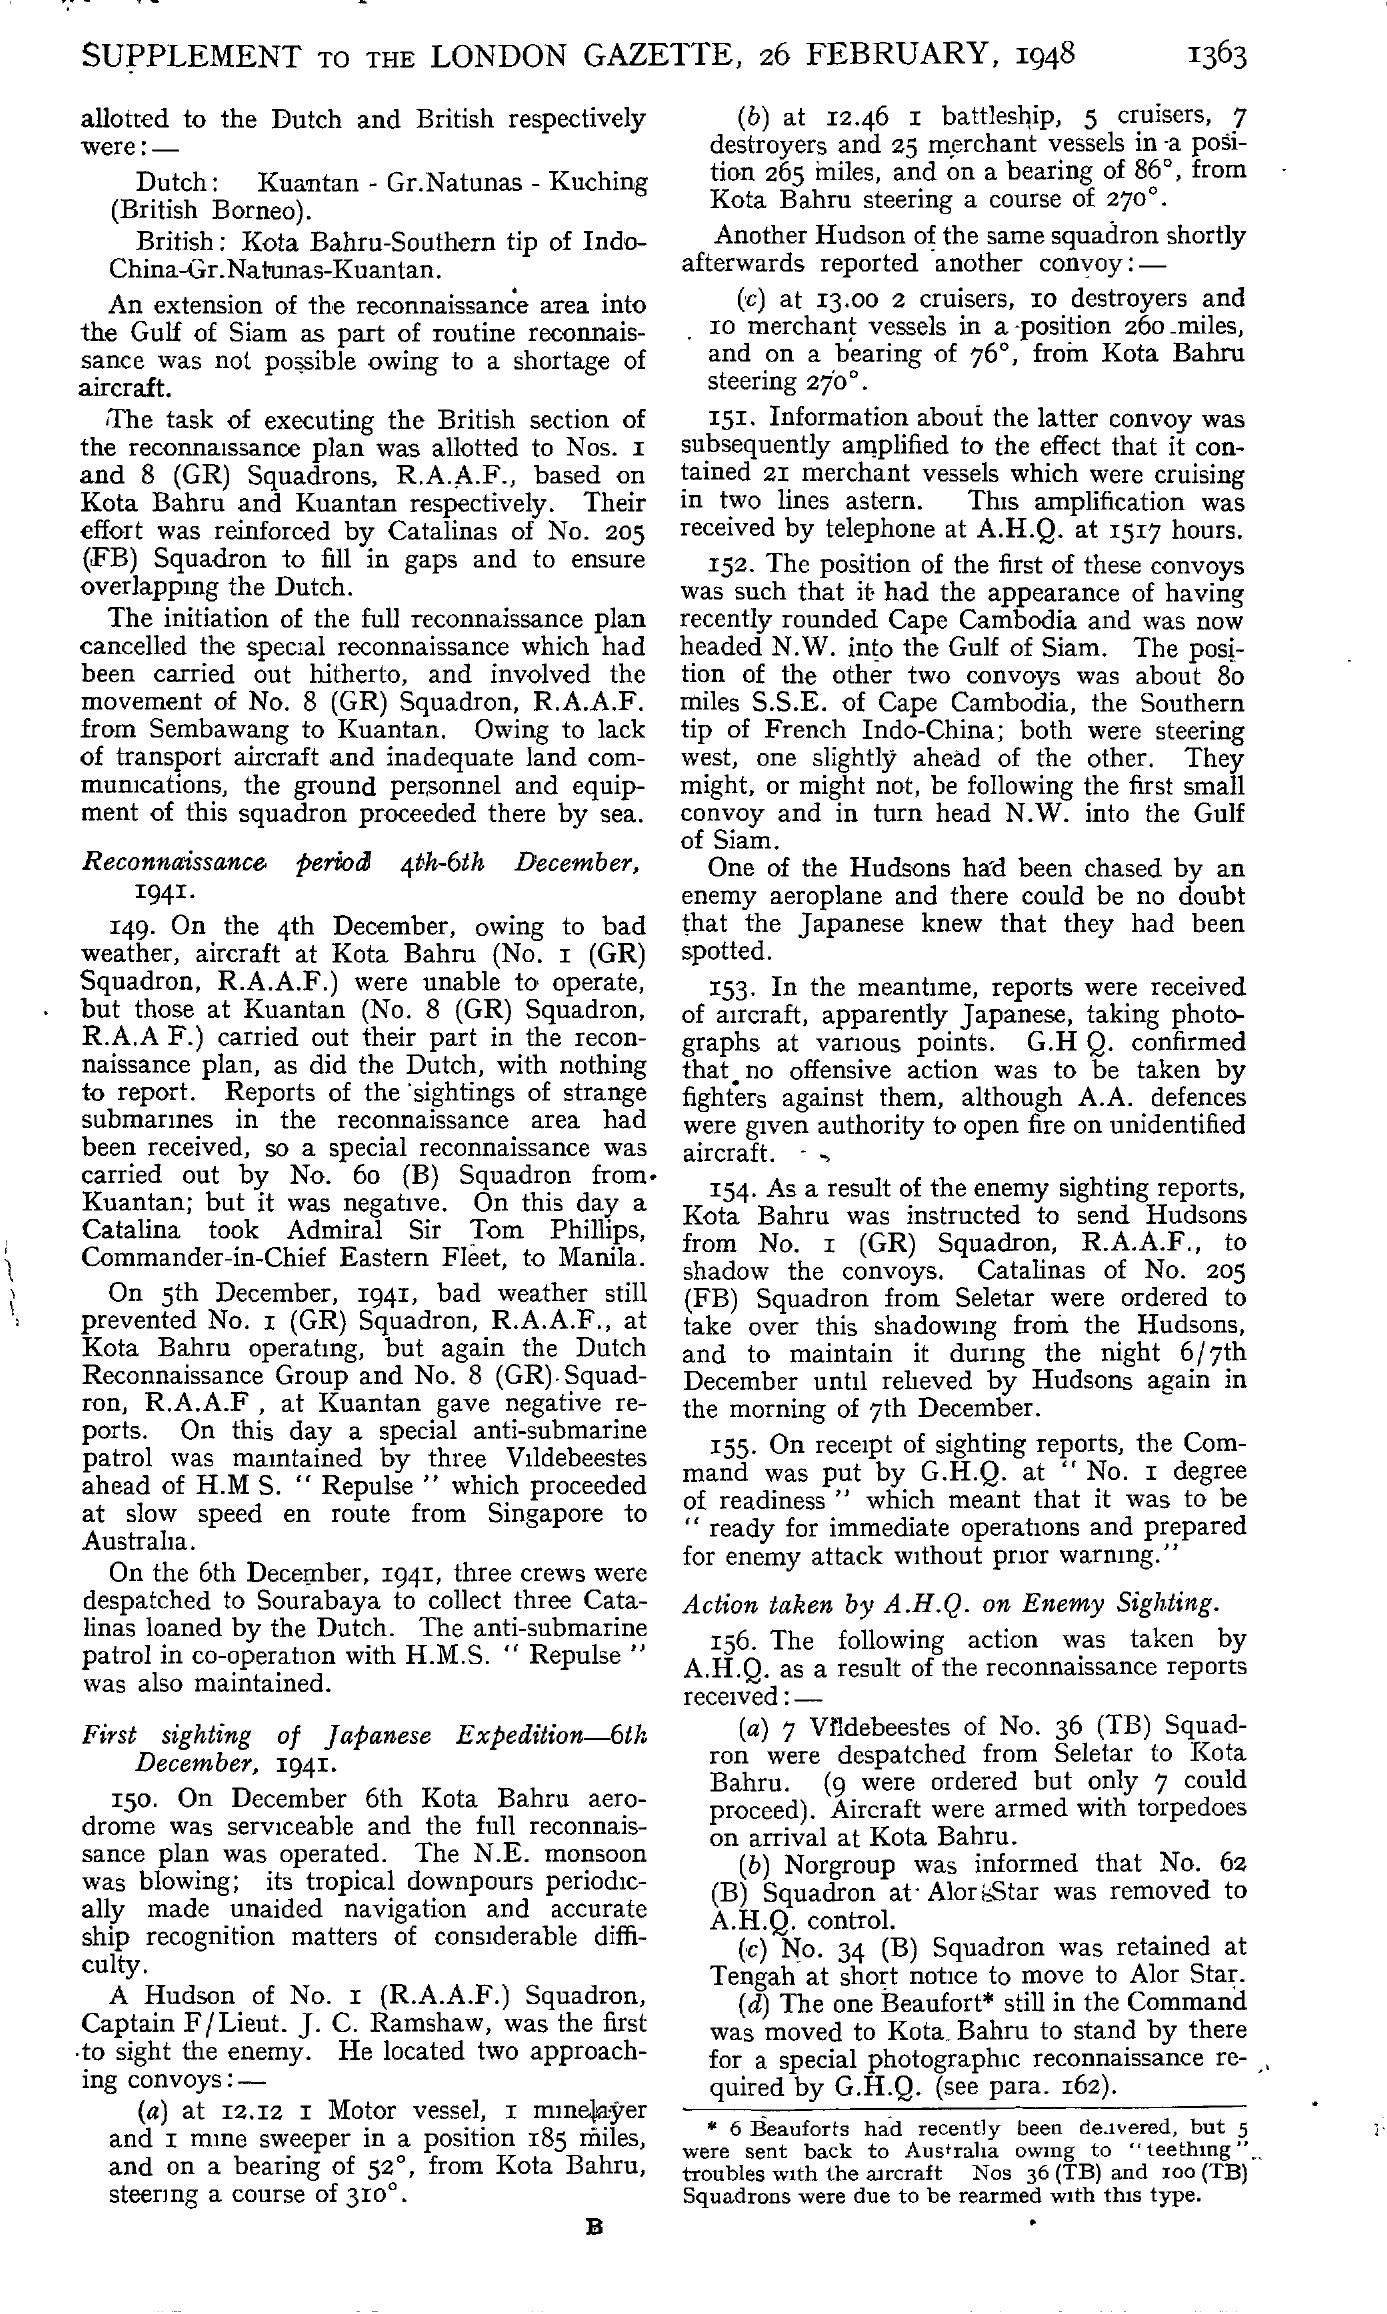 SUPPLEMENT TO THE LONDON GAZETTE, 26 FEBRUARY, 1948 1363
allotted to the Dutch and British respectively
were:—
Dutch: Kuantan - Gr.Natunas - Kuching
(British Borneo).
British: Kota Bahru-Southern tip of Indo-
China-Gr.Natunas-Kuantan.
An extension of the reconnaissance area into
the Gulf of Siam as part of routine reconnais-
sance was not possible owing to a shortage of
aircraft.
The task of executing the British section of
the reconnaissance plan was allotted to Nos. 1
and 8 (GR) Squadrons, R.A.A.F., based on
Kota Bahru and Kuantan respectively. Their
effort was reinforced by Catalinas of No. 205
(FB) Squadron to fill in gaps and to ensure
overlapping the Dutch.
The initiation of the full reconnaissance plan
cancelled the special reconnaissance which had
been carried out hitherto, and involved the
movement of No. 8 (GR) Squadron, R.A.A.F.
from Sembawang to Kuantan. Owing to lack
of transport aircraft and inadequate land com-
munications, the ground personnel and equip-
ment of this squadron proceeded there by sea.
Reconnaissance period 4th-6th December,
1941.
149. On the 4th December, owing to bad
weather, aircraft at Kota Bahru (No. 1 (GR)
Squadron, R.A.A.F.) were unable to operate,
but those at Kuantan (No. 8 (GR) Squadron,
R.A.A F.) carried out their part in the recon-
naissance plan, as did the Dutch, with nothing
to report. Reports of the sightings of strange
submarines in the reconnaissance area had
been received, so a special reconnaissance was
carried out by No. 60 (B) Squadron from
Kuantan; but it was negative. On this day a
Catalina took Admiral Sir Tom Phillips,
Commander-in-Chief Eastern Fleet, to Manila.
On 5th December, 1941, bad weather still
prevented No. 1 (GR) Squadron, R.A.A.F., at
Kota Bahru operating, but again the Dutch
Reconnaissance Group and No. 8 (GR) Squad-
ron, R.A.A.F , at Kuantan gave negative re-
ports. On this day a special anti-submarine
patrol was maintained by three Vildebeestes
ahead of H.M S. " Repulse " which proceeded
at slow speed en route from Singapore to
Australia.
On the 6th December, 1941, three crews were
despatched to Sourabaya to collect three Cata-
linas loaned by the Dutch. The anti-submarine
patrol in co-operation with H.M.S. " Repulse "
was also maintained.
First sighting of Japanese Expedition—6th
December, 1941.
150. On December 6th Kota Bahru aero-
drome was serviceable and the full reconnais-
sance plan was operated. The N.E. monsoon
was blowing; its tropical downpours periodic-
ally made unaided navigation and accurate
ship recognition matters of considerable diffi-
culty.
A Hudson of No. 1 (R.A.A.F.) Squadron,
Captain F/Lieut. J. C. Ramshaw, was the first
to sight the enemy. He located two approach-
ing convoys:—
(a) at 12.12 1 Motor vessel, 1 minelayer
and 1 mine sweeper in a position 185 miles,
and on a bearing of 52°, from Kota Bahru,
steering a course of 310°.
B
(b) at 12.46 1 battleship, 5 cruisers, 7
destroyers and 25 merchant vessels in a posi-
tion 265 miles, and on a bearing of 86°, from
Kota Bahru steering a course of 270°.
Another Hudson of the same squadron shortly
afterwards reported another convoy:—
(c) at 13.00 2 cruisers, 10 destroyers and
10 merchant vessels in a position 260 miles,
and on a bearing of 76°, from Kota Bahru
steering 270°.
151. Information about the latter convoy was
subsequently amplified to the effect that it con-
tained 21 merchant vessels which were cruising
in two lines astern. This amplification was
received by telephone at A.H.Q. at 1517 hours.
152. The position of the first of these convoys
was such that it had the appearance of having
recently rounded Cape Cambodia and was now
headed N.W. into the Gulf of Siam. The posi-
tion of the other two convoys was about 80
miles S.S.E. of Cape Cambodia, the Southern
tip of French Indo-China; both were steering
west, one slightly ahead of the other. They
might, or might not, be following the first small
convoy and in turn head N.W. into the Gulf
of Siam.
One of the Hudsons had been chased by an
enemy aeroplane and there could be no doubt
that the Japanese knew that they had been
spotted.
153. In the meantime, reports were received
of aircraft, apparently Japanese, taking photo-
graphs at various points. G.H Q. confirmed
that no offensive action was to be taken by
fighters against them, although A.A. defences
were given authority to open fire on unidentified
aircraft.
154. As a result of the enemy sighting reports,
Kota Bahru was instructed to send Hudsons
from No. 1 (GR) Squadron, R.A.A.F., to
shadow the convoys. Catalinas of No. 205
(FB) Squadron from Seletar were ordered to
take over this shadowing from the Hudsons,
and to maintain it during the night 6/7th
December until relieved by Hudsons again in
the morning of 7th December.
155. On receipt of sighting reports, the Com-
mand was put by G.H.Q. at " No. 1 degree
of readiness " which meant that it was to be
" ready for immediate operations and prepared
for enemy attack without prior warning."
Action taken by A.H.Q. on Enemy Sighting.
156. The following action was taken by
A.H.Q. as a result of the reconnaissance reports
received:—
(a) 7 Vildebeestes of No. 36 (TB) Squad-
ron were despatched from Seletar to Kota
Bahru. (9 were ordered but only 7 could
proceed). Aircraft were armed with torpedoes
on arrival at Kota Bahru.
(b) Norgroup was informed that No. 62
(B) Squadron at Alor Star was removed to
A.H.Q. control.
(c) No. 34 (B) Squadron was retained at
Tengah at short notice to move to Alor Star.
(d) The one Beaufort* still in the Command
was moved to Kota Bahru to stand by there
for a special photographic reconnaissance re-
quired by G.H.Q. (see para. 162).
* 6 Beauforts had recently been delivered, but 5
were sent back to Australia owing to "teething"
troubles with the aircraft Nos 36 (TB) and 100 (TB)
Squadrons were due to be rearmed with this type.